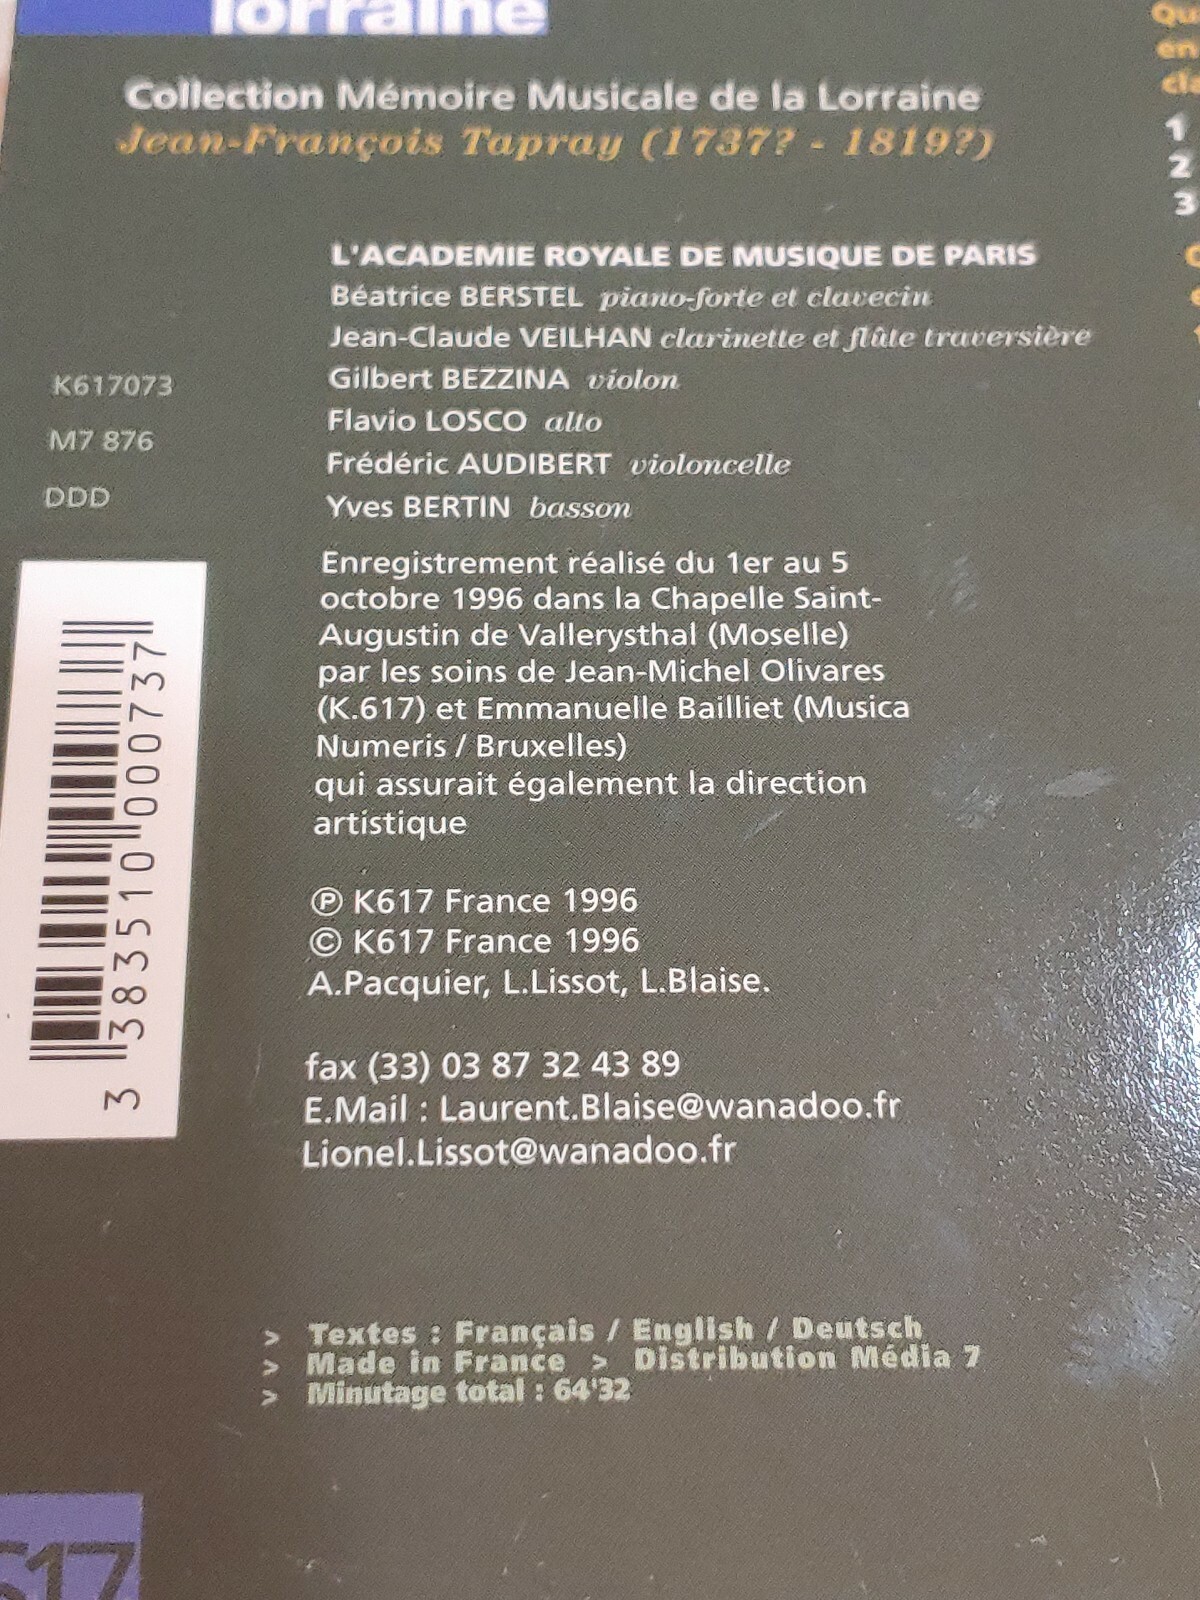 lorraine
Collection Mémoire Musicale de la Lorraine
Jean-François Tapray (1737? - 1819?)
L'ACADEMIE ROYALE DE MUSIQUE DE PARIS
Béatrice BERSTEL piano-forte et clavecin
Jean-Claude VEILHAN clarinette et flûte traversière
Gilbert BEZZINA violon
Flavio LOSCO alto
Frédéric AUDIBERT violoncelle
Yves BERTIN basson
K617073
M7 876
DDD
3 383510 000737
Enregistrement réalisé du 1er au 5
octobre 1996 dans la Chapelle Saint-
Augustin de Vallerysthal (Moselle)
par les soins de Jean-Michel Olivares
(K.617) et Emmanuelle Bailliet (Musica
Numeris / Bruxelles)
qui assurait également la direction
artistique
℗ K617 France 1996
© K617 France 1996
A.Pacquier, L.Lissot, L.Blaise.
fax (33) 03 87 32 43 89
E.Mail : Laurent.Blaise@wanadoo.fr
Lionel.Lissot@wanadoo.fr
> Textes : Français / English / Deutsch
> Made in France > Distribution Média 7
> Minutage total : 64'32
617
1
2
3